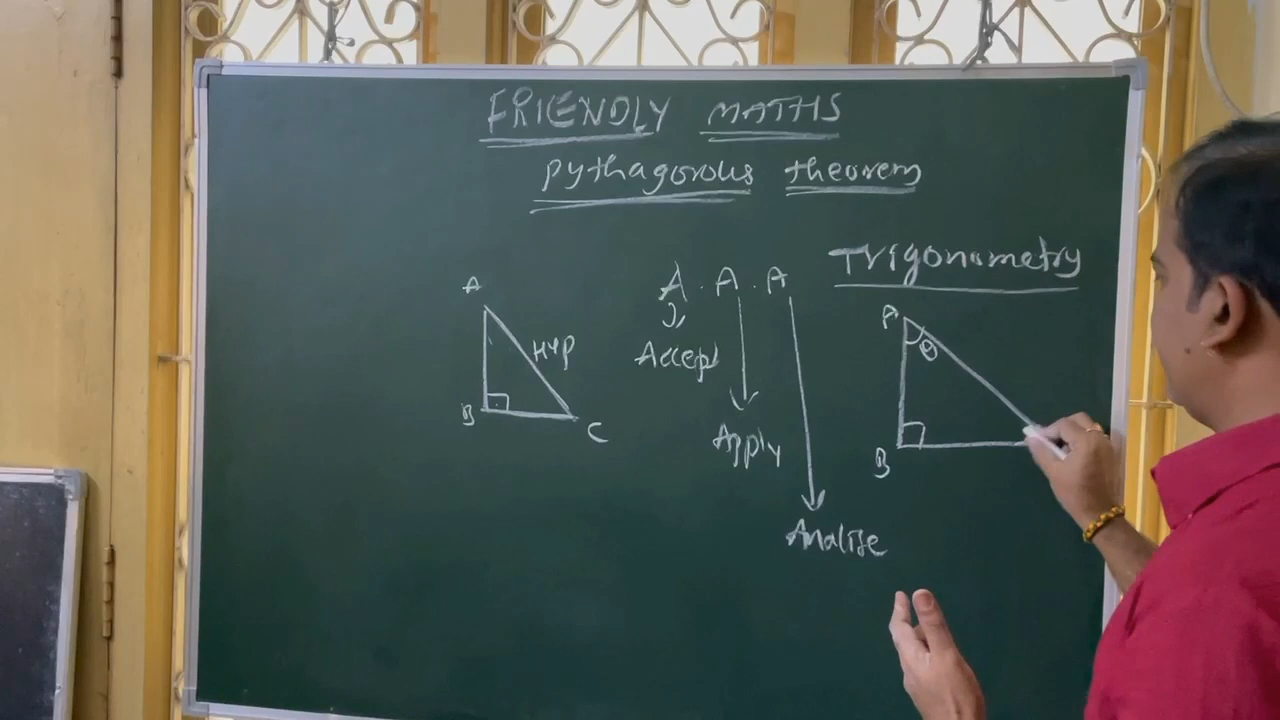 FRIENDLY MATHS
pythagorous theorem
Trigonometry
A
HYP
B
C
A. A. A
Accept
Apply
Analise
A
θ
B